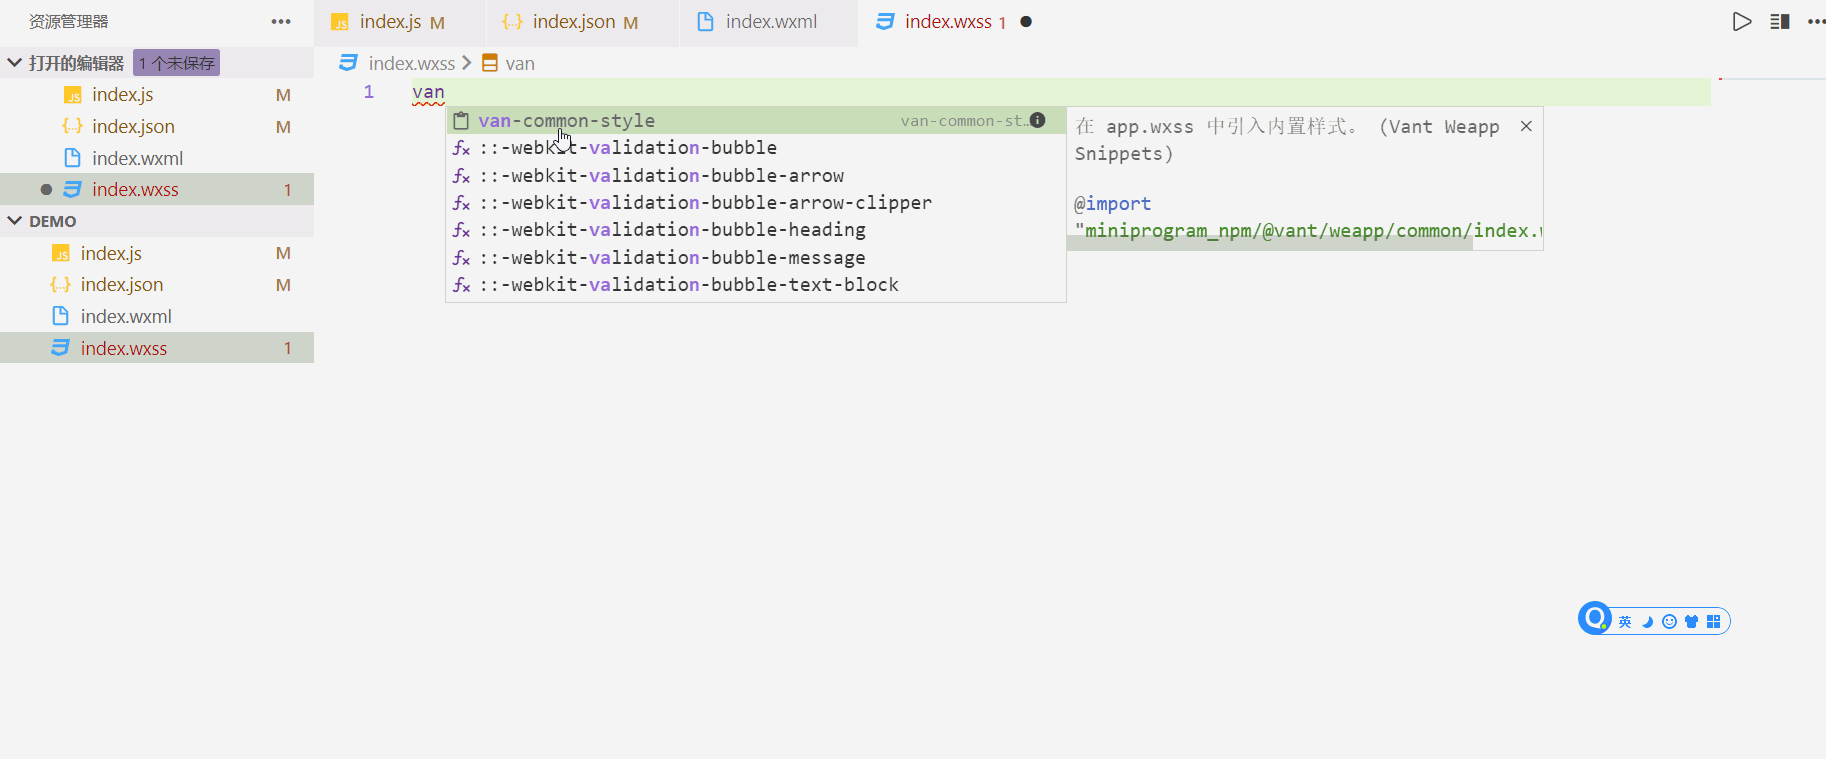 资源管理器
打开的编辑器 1 个未保存
index.js M
index.json M
index.wxml
index.wxss 1
DEMO
index.js M
index.json M
index.wxml
index.wxss 1
index.js M
index.json M
index.wxml
index.wxss 1
index.wxss > van
1 van
van-common-style van-common-st…
::-webkit-validation-bubble
::-webkit-validation-bubble-arrow
::-webkit-validation-bubble-arrow-clipper
::-webkit-validation-bubble-heading
::-webkit-validation-bubble-message
::-webkit-validation-bubble-text-block
在 app.wxss 中引入内置样式。 (Vant Weapp
Snippets)
@import
"miniprogram_npm/@vant/weapp/common/index.
英